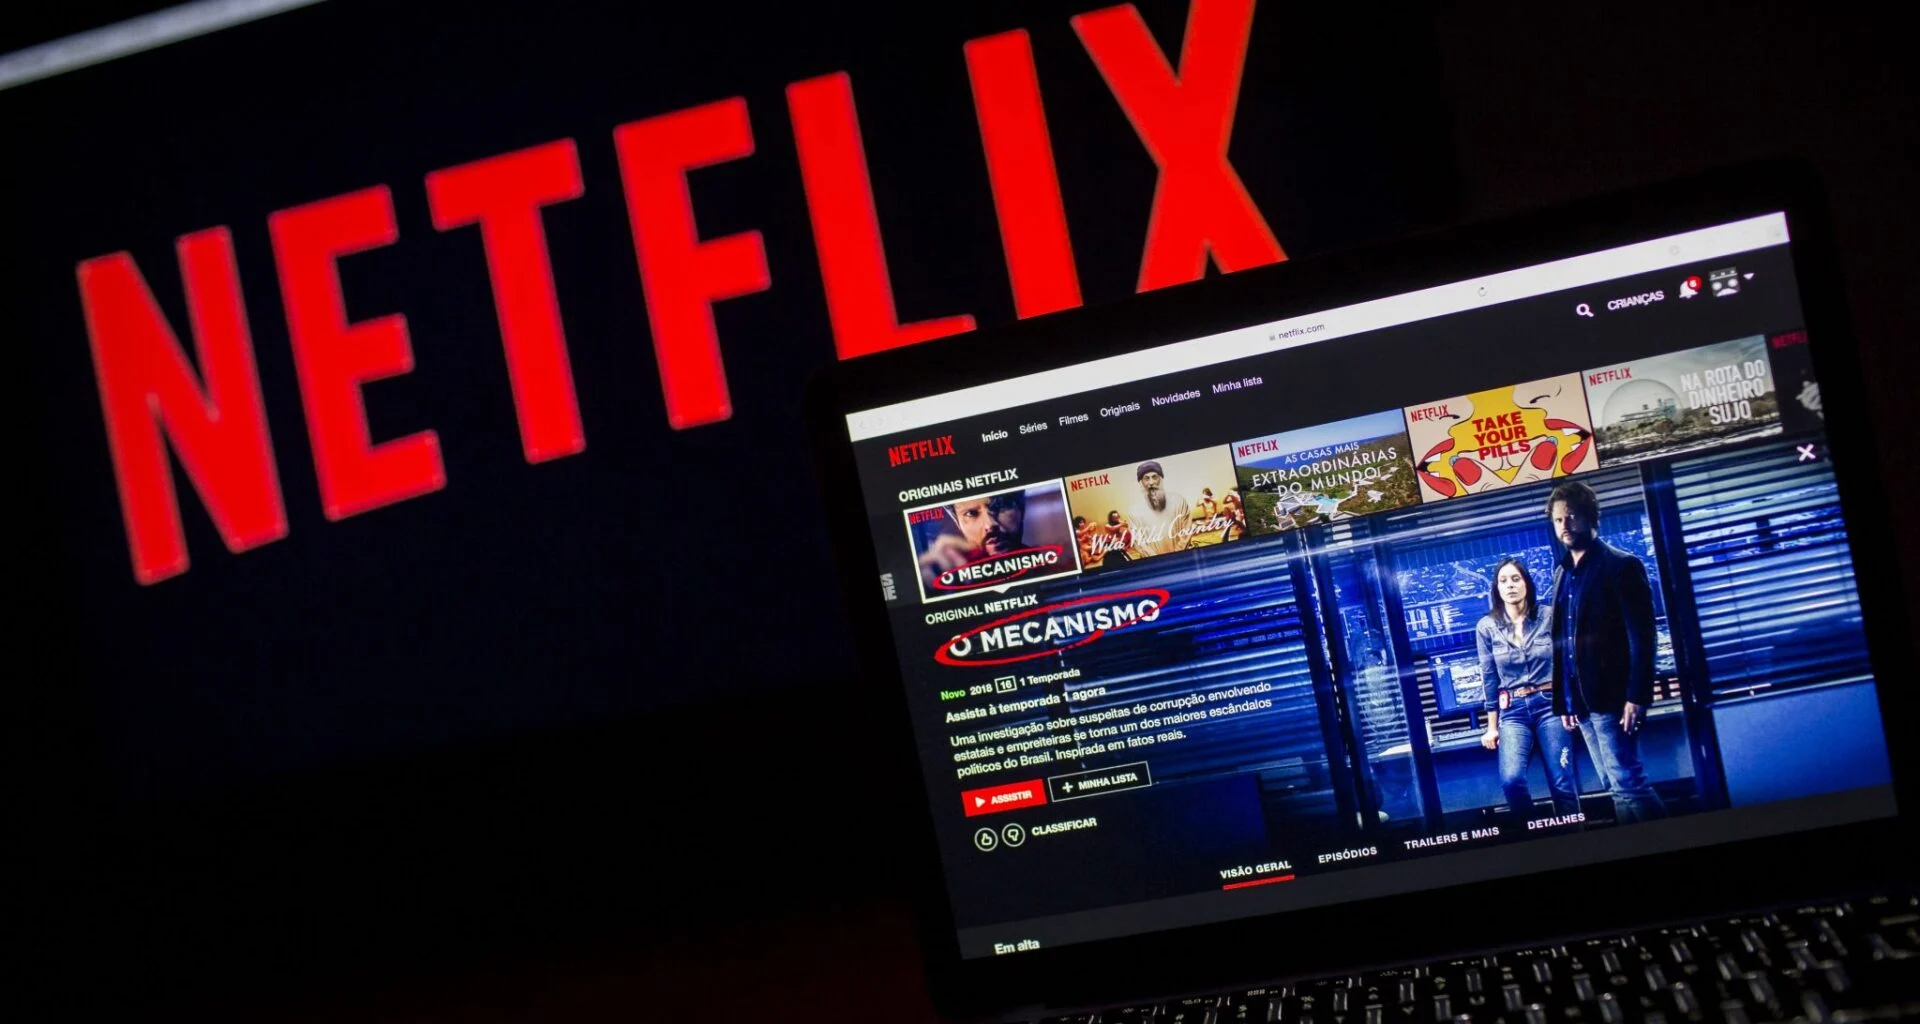 NETFLIX
netflix.com
NETFLIX Início Séries Filmes Originais Novidades Minha lista
CRIANÇAS
6
ORIGINAIS NETFLIX
NETFLIX
O MECANISMO
NETFLIX
Wild Wild Country
NETFLIX
AS CASAS MAIS
EXTRAORDINÁRIAS
DO MUNDO
NETFLIX
TAKE
YOUR
PILLS
NETFLIX
NA ROTA DO
DINHEIRO
SUJO
ORIGINAL NETFLIX
O MECANISMO
Novo 2018 16 1 Temporada
Assista à temporada 1 agora
Uma investigação sobre suspeitas de corrupção envolvendo
estatais e empreiteiras se torna um dos maiores escândalos
políticos do Brasil. Inspirada em fatos reais.
ASSISTIR
+ MINHA LISTA
CLASSIFICAR
VISÃO GERAL EPISÓDIOS TRAILERS E MAIS DETALHES
Em alta